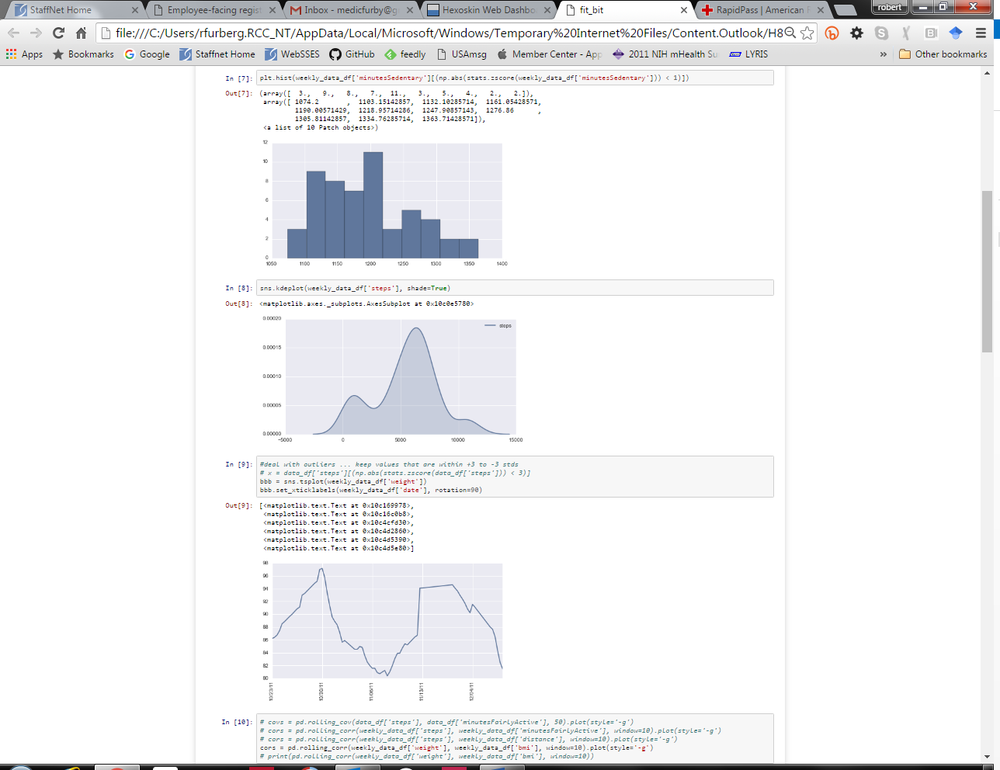 robert
StaffNet Home
Employee-facing regis
Inbox - medicfurby@g
Hexoskin Web Dashbo
fit_bit
RapidPass | American R
file:///C:/Users/rfurberg.RCC_NT/AppData/Local/Microsoft/Windows/Temporary%20Internet%20Files/Content.Outlook/H8
Apps Bookmarks Google Staffnet Home WebSSES GitHub feedly USAmsg Member Center - App 2011 NIH mHealth Su LYRIS » Other bookmarks
In [7]: plt.hist(weekly_data_df['minutesSedentary'][(np.abs(stats.zscore(weekly_data_df['minutesSedentary'])) < 1)])
Out[7]: (array([ 3., 9., 8., 7., 11., 3., 5., 4., 2., 2.]),
array([ 1074.2 , 1103.15142857, 1132.10285714, 1161.05428571,
1190.00571429, 1218.95714286, 1247.90857143, 1276.86 ,
1305.81142857, 1334.76285714, 1363.71428571]),
<a list of 10 Patch objects>)
12
10
8
6
4
2
0
1050 1100 1150 1200 1250 1300 1350 1400
In [8]: sns.kdeplot(weekly_data_df['steps'], shade=True)
Out[8]: <matplotlib.axes._subplots.AxesSubplot at 0x10c0e5780>
0.00020
steps
0.00015
0.00010
0.00005
0.00000
−5000 0 5000 10000 15000
In [9]: #deal with outliers ... keep values that are within +3 to -3 stds
# x = data_df['steps'][(np.abs(stats.zscore(data_df['steps'])) < 3)]
bbb = sns.tsplot(weekly_data_df['weight'])
bbb.set_xticklabels(weekly_data_df['date'], rotation=90)
Out[9]: [<matplotlib.text.Text at 0x10c169978>,
<matplotlib.text.Text at 0x10c16c0b8>,
<matplotlib.text.Text at 0x10c4cfd30>,
<matplotlib.text.Text at 0x10c4d2860>,
<matplotlib.text.Text at 0x10c4d5390>,
<matplotlib.text.Text at 0x10c4d5e80>]
98
96
94
92
90
88
86
84
82
80
10/23/11 10/30/11 11/06/11 11/13/11 12/04/11
In [10]: # covs = pd.rolling_cov(data_df['steps'], data_df['minutesFairlyActive'], 50).plot(style='-g')
# cors = pd.rolling_corr(weekly_data_df['steps'], weekly_data_df['minutesFairlyActive'], window=10).plot(style='-g')
# cors = pd.rolling_corr(weekly_data_df['steps'], weekly_data_df['distance'], window=10).plot(style='-g')
cors = pd.rolling_corr(weekly_data_df['weight'], weekly_data_df['bmi'], window=10).plot(style='-g')
# print(pd.rolling_corr(weekly_data_df['weight'], weekly_data_df['bmi'], window=10))